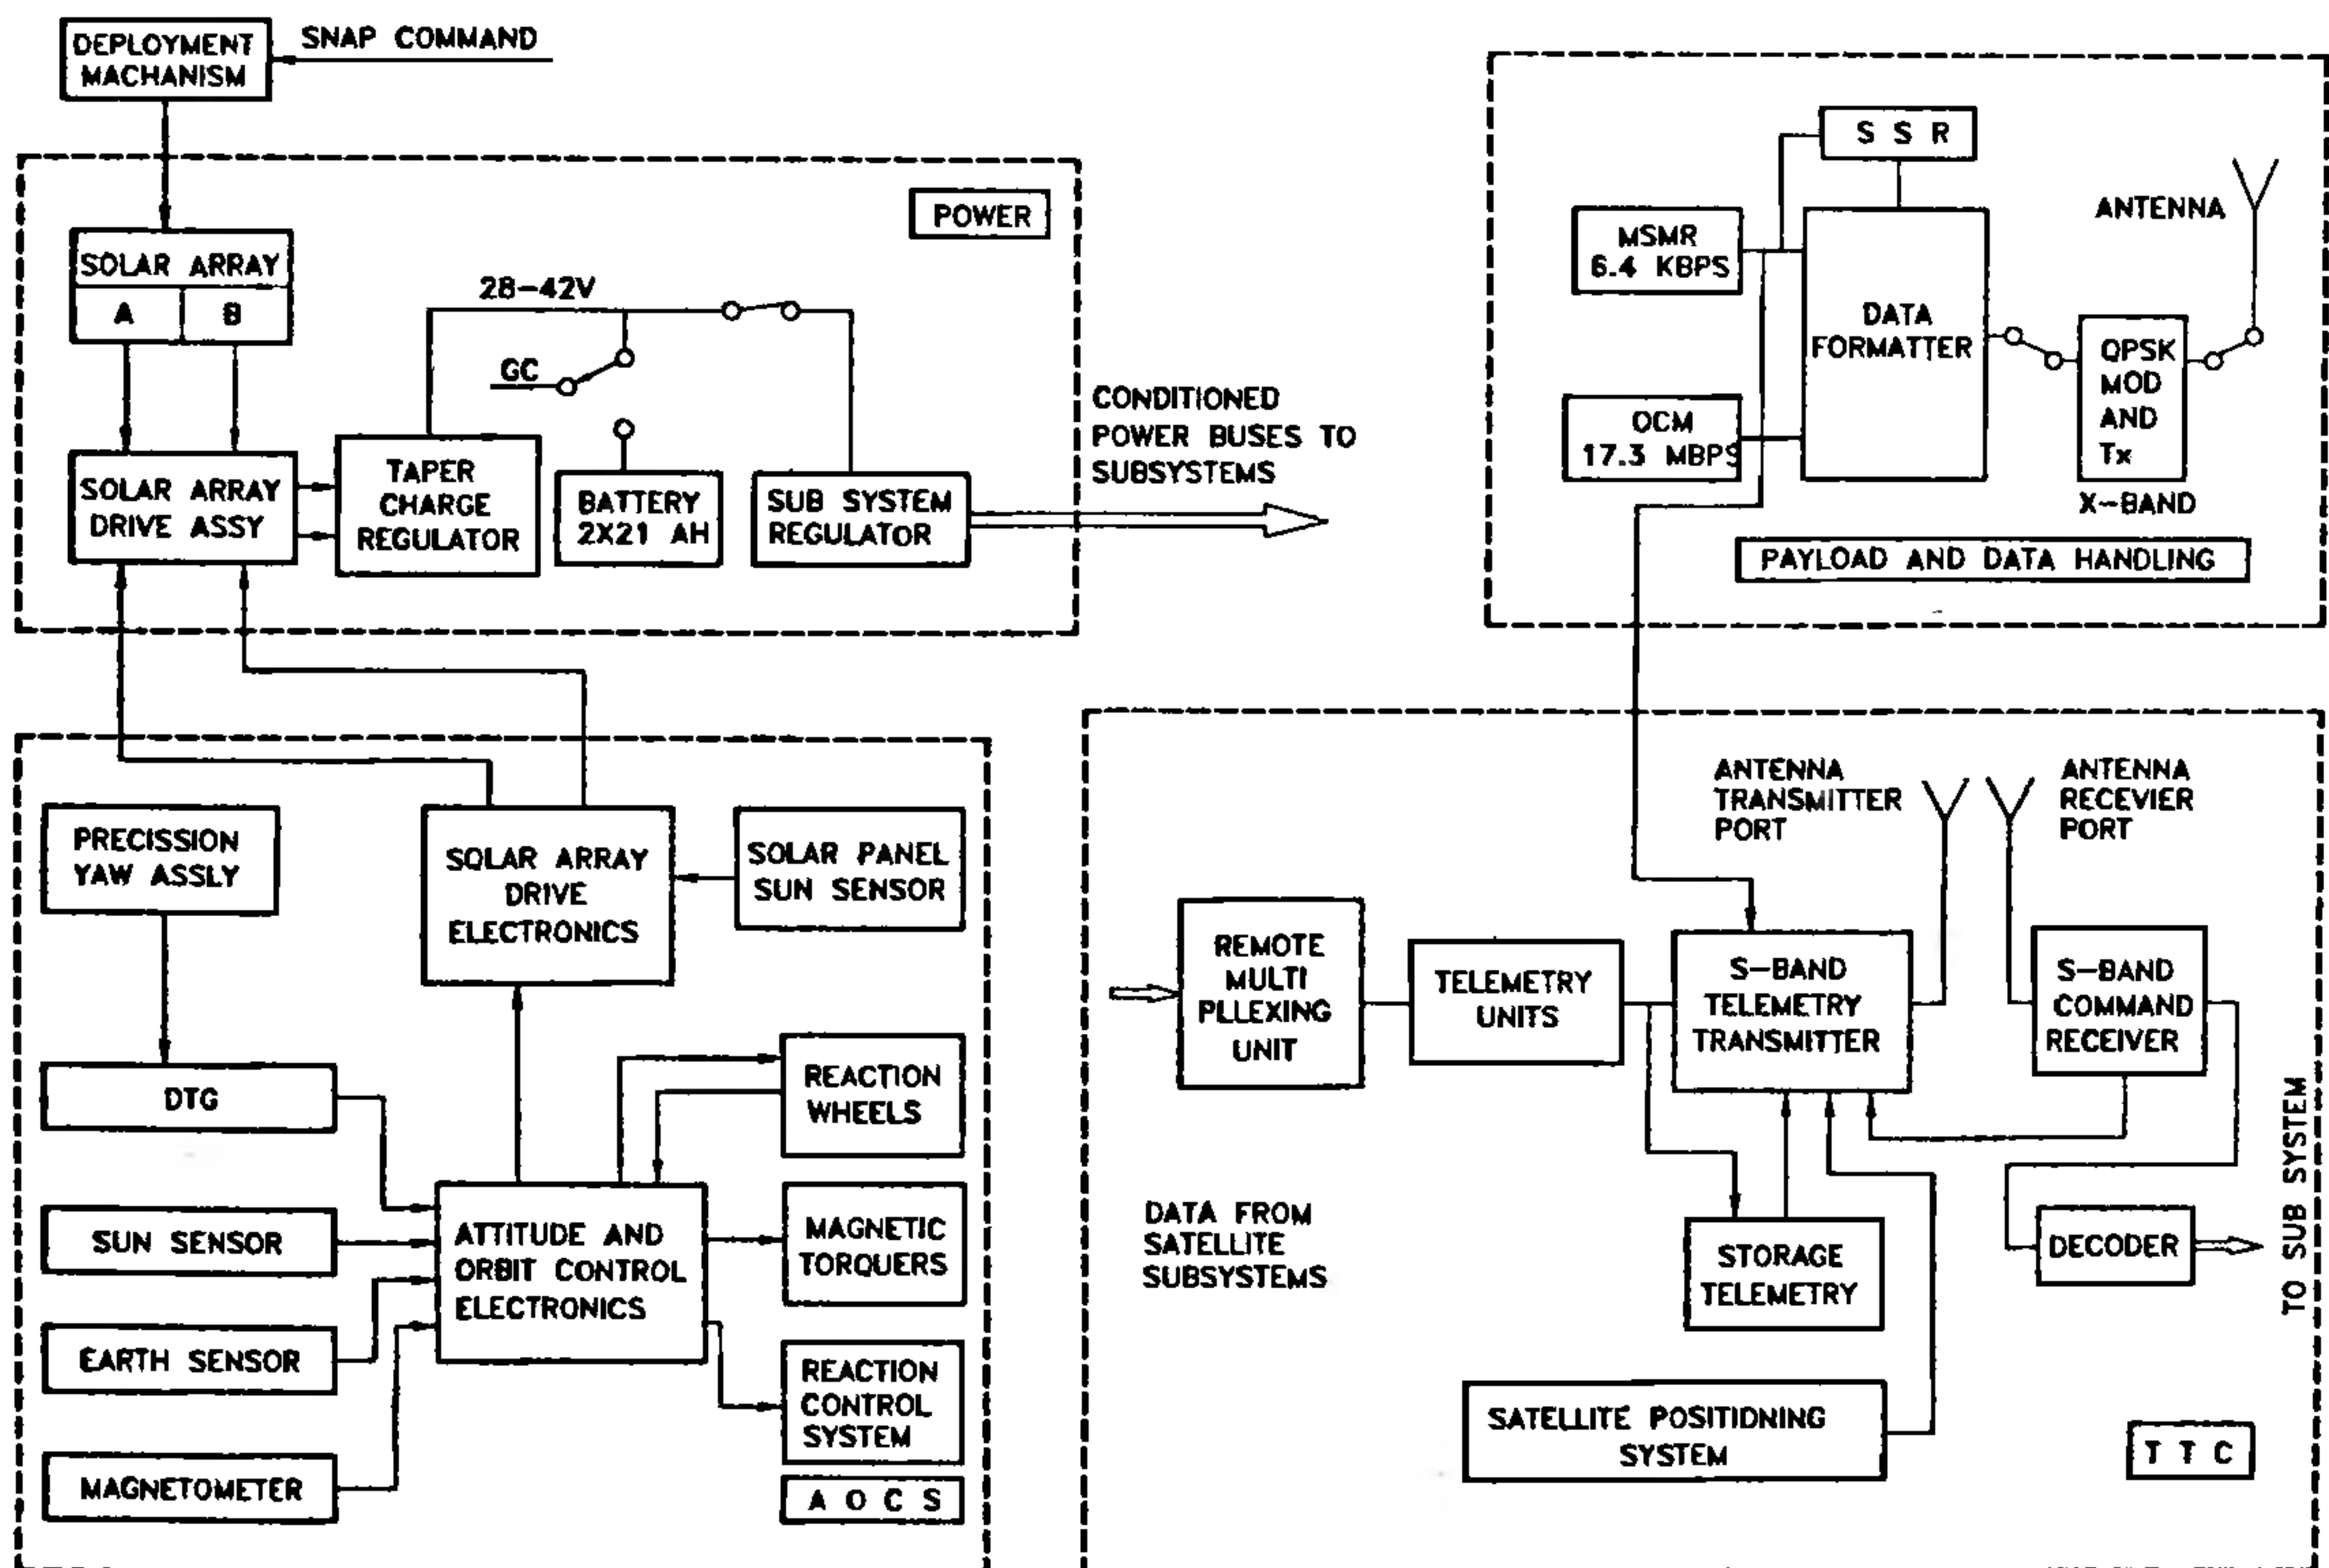 DEPLOYMENT
MACHANISM
SNAP COMMAND
POWER
SOLAR ARRAY
A B
28-42V
GC
SOLAR ARRAY
DRIVE ASSY
TAPER
CHARGE
REGULATOR
BATTERY
2X21 AH
SUB SYSTEM
REGULATOR
CONDITIONED
POWER BUSES TO
SUBSYSTEMS
S S R
MSMR
6.4 KBPS
OCM
17.3 MBPS
DATA
FORMATTER
ANTENNA
QPSK
MOD
AND
Tx
X-BAND
PAYLOAD AND DATA HANDLING
PRECISSION
YAW ASSLY
SOLAR ARRAY
DRIVE
ELECTRONICS
SOLAR PANEL
SUN SENSOR
DTG
REACTION
WHEELS
SUN SENSOR
ATTITUDE AND
ORBIT CONTROL
ELECTRONICS
MAGNETIC
TORQUERS
EARTH SENSOR
REACTION
CONTROL
SYSTEM
MAGNETOMETER
A O C S
ANTENNA
TRANSMITTER
PORT
ANTENNA
RECEVIER
PORT
REMOTE
MULTI
PLLEXING
UNIT
TELEMETRY
UNITS
S-BAND
TELEMETRY
TRANSMITTER
S-BAND
COMMAND
RECEIVER
DATA FROM
SATELLITE
SUBSYSTEMS
STORAGE
TELEMETRY
DECODER
TO SUB SYSTEM
SATELLITE POSITIDNING
SYSTEM
T T C